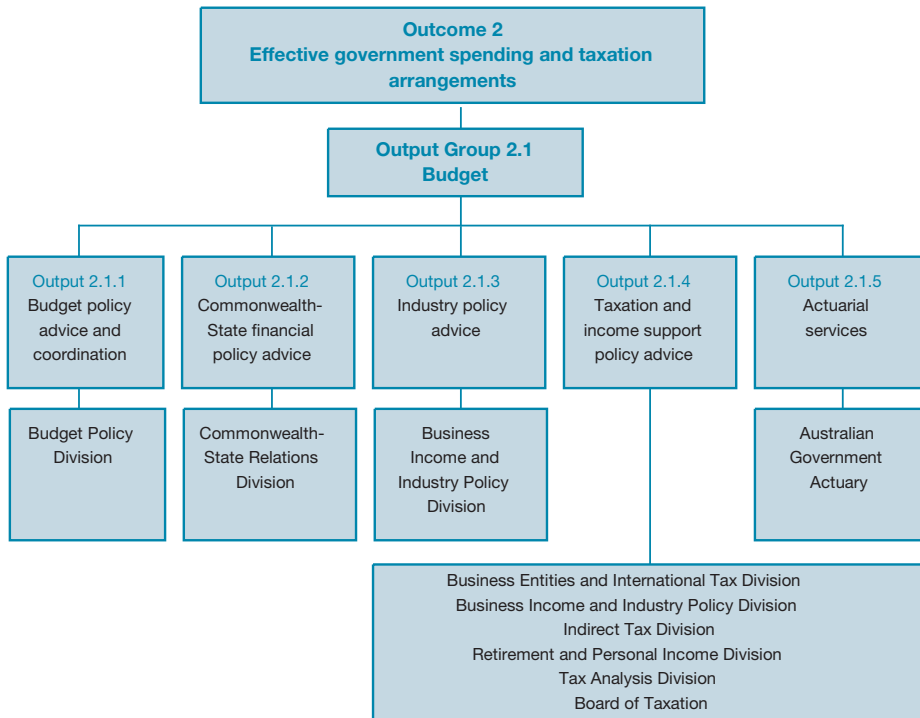 Outcome 2
Effective government spending and taxation
arrangements
Output Group 2.1
Budget
Output 2.1.1
Budget policy
advice and
coordination
Output 2.1.2
Commonwealth-
State financial
policy advice
Output 2.1.3
Industry policy
advice
Output 2.1.4
Taxation and
income support
policy advice
Output 2.1.5
Actuarial
services
Budget Policy
Division
Commonwealth-
State Relations
Division
Business
Income and
Industry Policy
Division
Australian
Government
Actuary
Business Entities and International Tax Division
Business Income and Industry Policy Division
Indirect Tax Division
Retirement and Personal Income Division
Tax Analysis Division
Board of Taxation